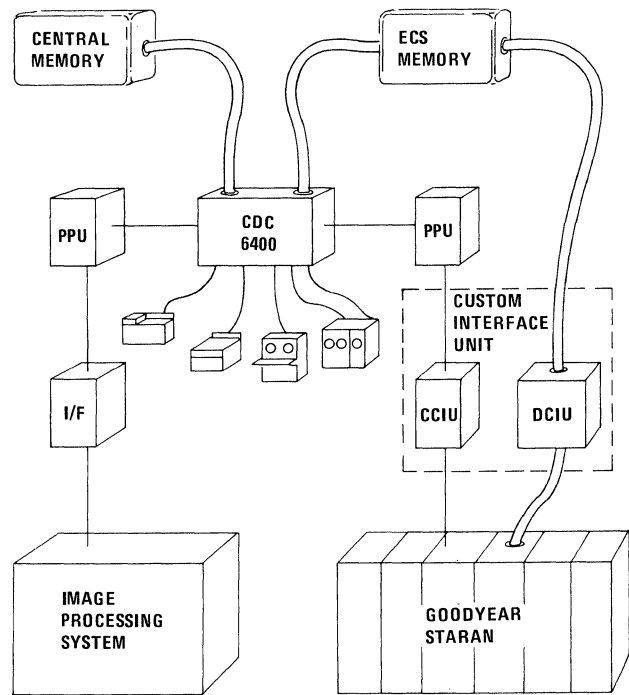 CENTRAL
MEMORY
ECS
MEMORY
PPU
CDC
6400
PPU
CUSTOM
INTERFACE
UNIT
I/F
CCIU
DCIU
IMAGE
PROCESSING
SYSTEM
GOODYEAR
STARAN